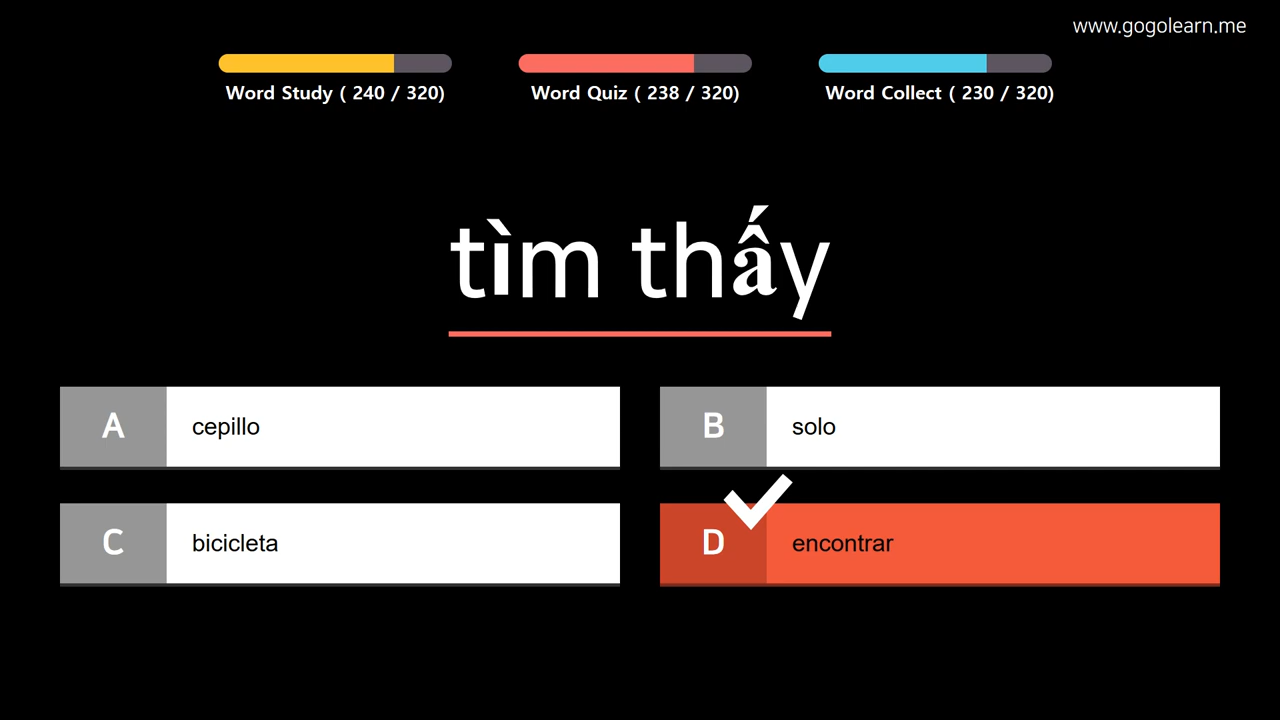 www.gogolearn.me
Word Study ( 240 / 320)
Word Quiz ( 238 / 320)
Word Collect ( 230 / 320)
tìm thấy
A cepillo
B solo
C bicicleta
D encontrar